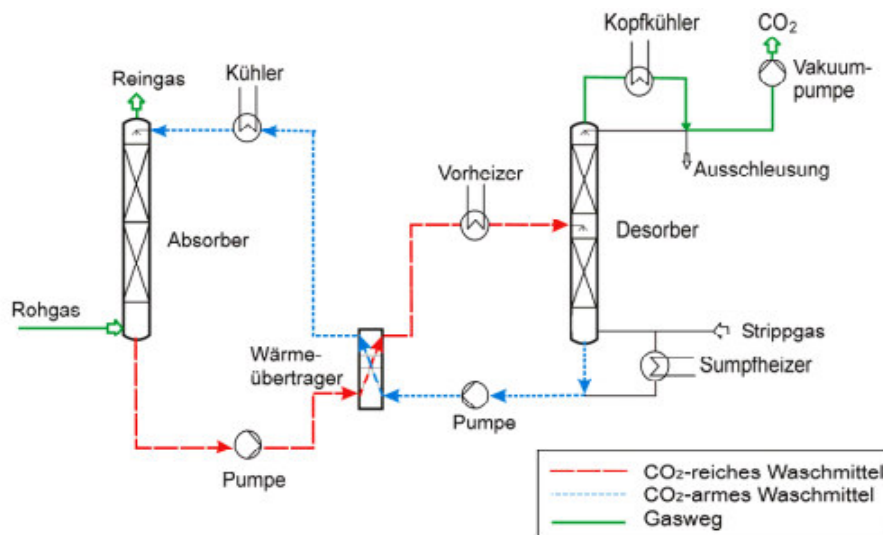 Kopfkühler
CO₂
Reingas
Kühler
Vakuum-
pumpe
Vorheizer
Ausschleusung
Absorber
Desorber
Rohgas
Strippgas
Wärme-
übertrager
Sumpfheizer
Pumpe
Pumpe
CO₂-reiches Waschmittel
CO₂-armes Waschmittel
Gasweg